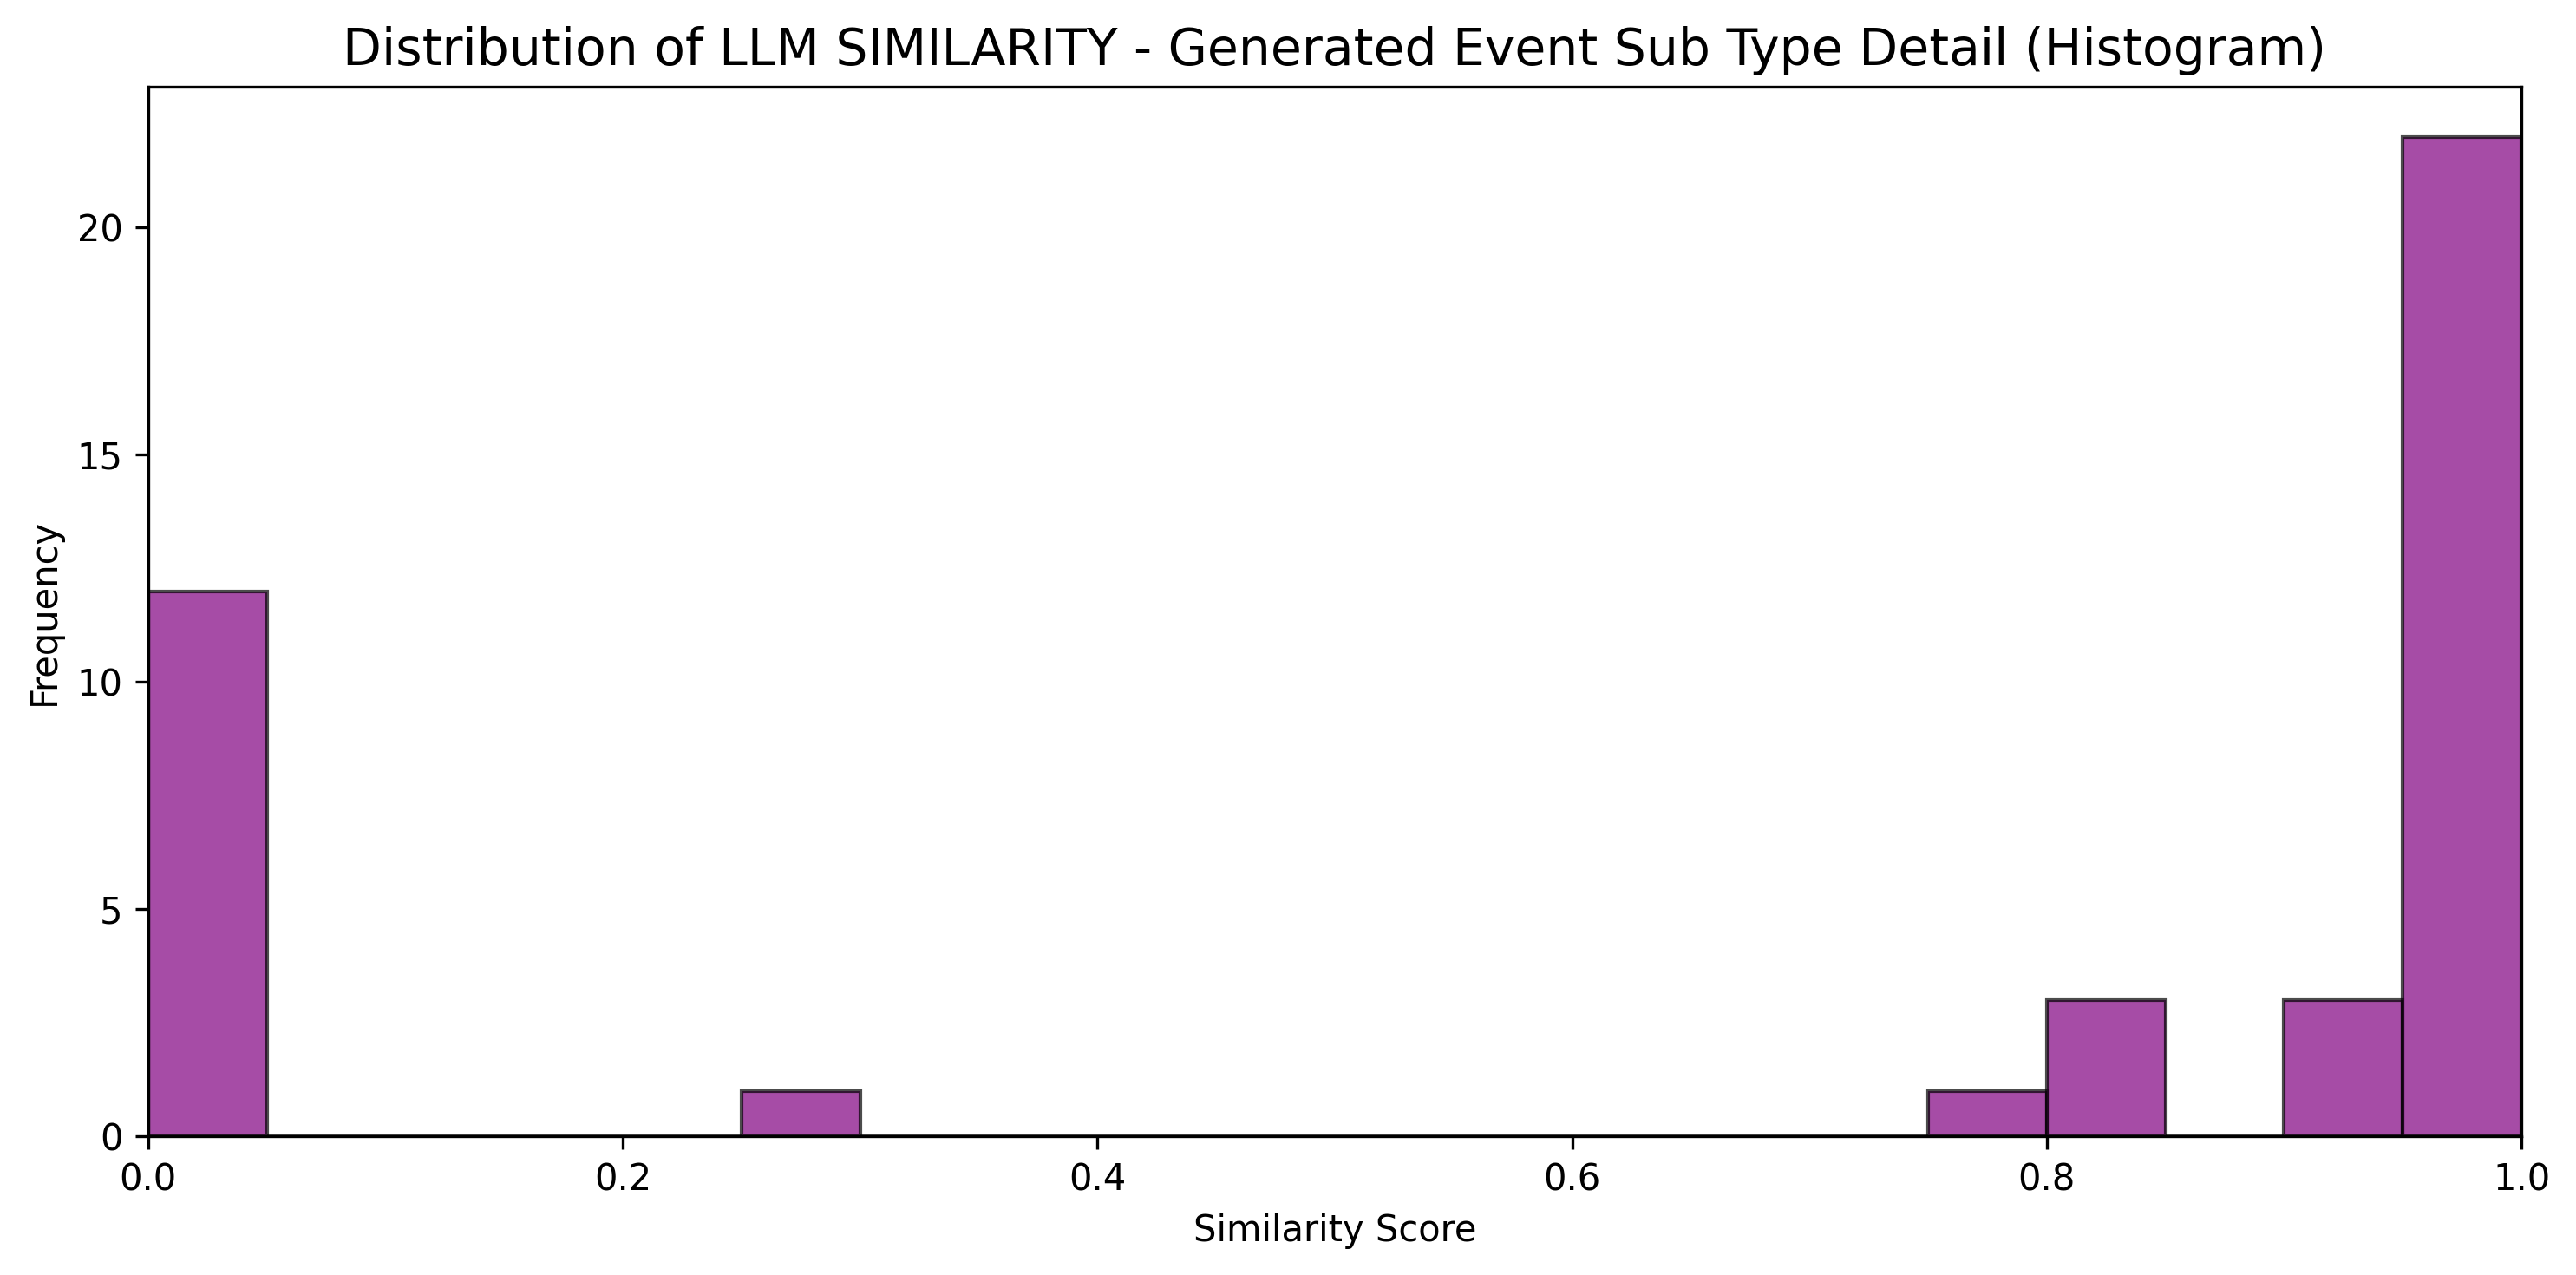 Distribution of LLM SIMILARITY - Generated Event Sub Type Detail (Histogram)
Frequency
20
15
10
5
0
0.0 0.2 0.4 0.6 0.8 1.0
Similarity Score